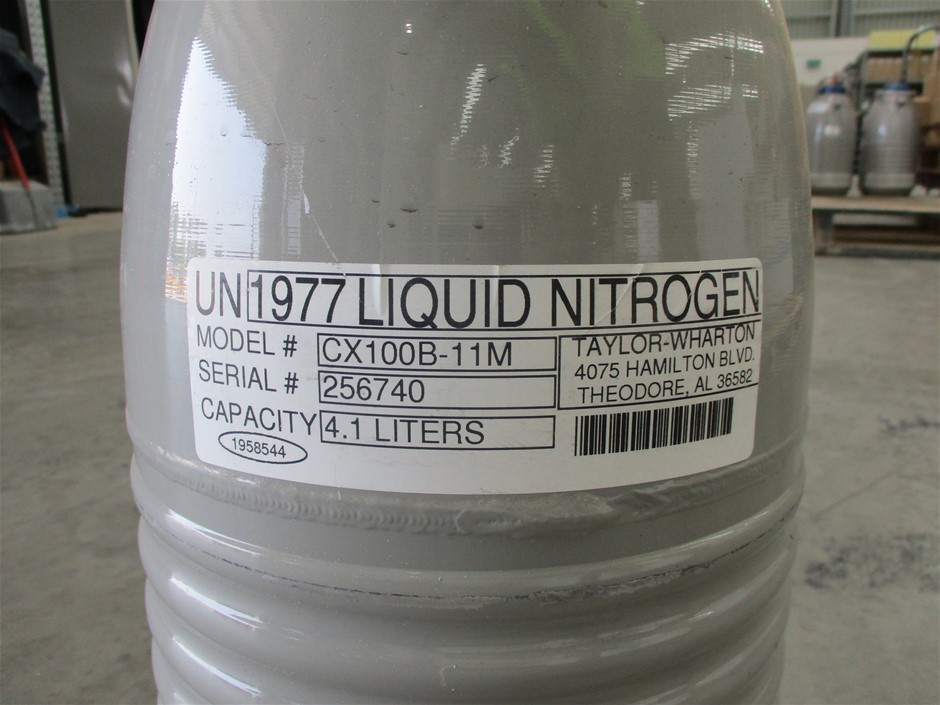 UN 1977 LIQUID NITROGEN
MODEL # CX100B-11M
SERIAL # 256740
CAPACITY 4.1 LITERS
1958544
TAYLOR-WHARTON
4075 HAMILTON BLVD.
THEODORE, AL 36582